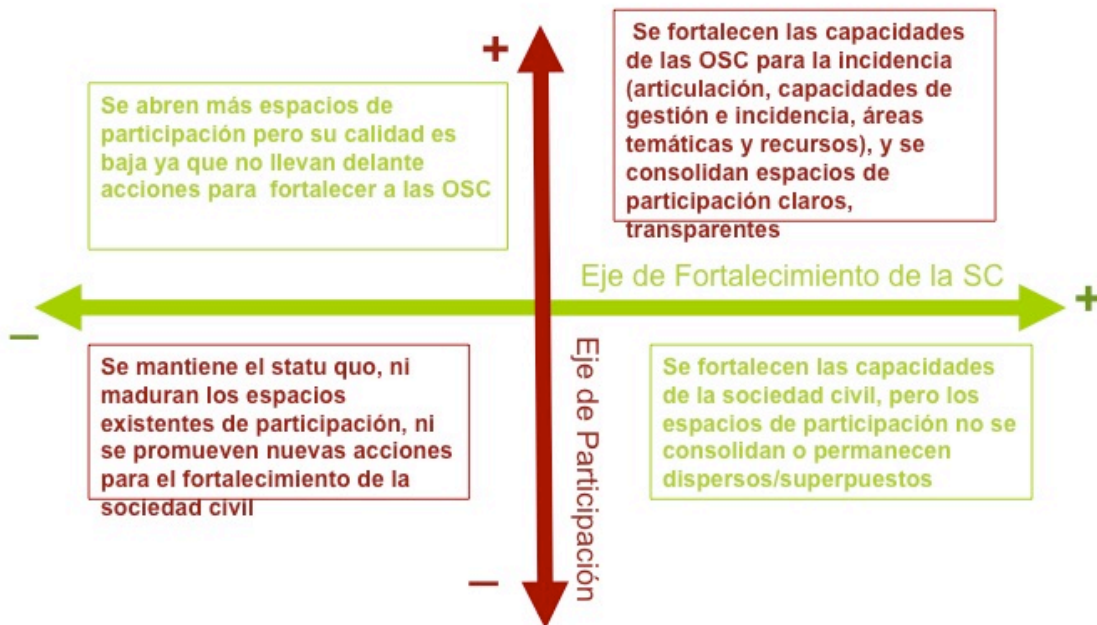 +
Se fortalecen las capacidades
de las OSC para la incidencia
(articulación, capacidades de
gestión e incidencia, áreas
temáticas y recursos), y se
consolidan espacios de
participación claros,
transparentes
Se abren más espacios de
participación pero su calidad es
baja ya que no llevan delante
acciones para fortalecer a las OSC
Eje de Fortalecimiento de la SC
+
–
Se mantiene el statu quo, ni
maduran los espacios
existentes de participación, ni
se promueven nuevas acciones
para el fortalecimiento de la
sociedad civil
Eje de Participación
Se fortalecen las capacidades
de la sociedad civil, pero los
espacios de participación no se
consolidan o permanecen
dispersos/superpuestos
–